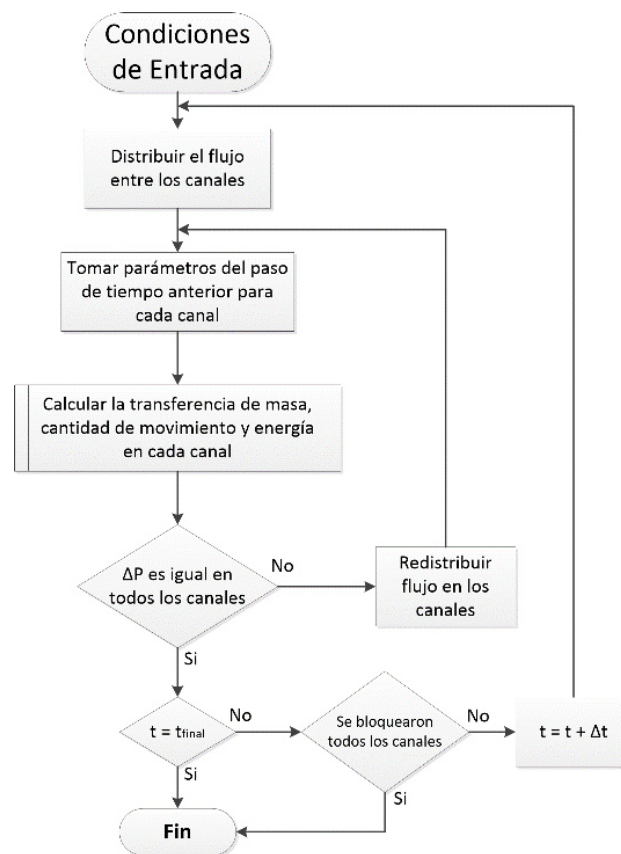 Condiciones
de Entrada
Distribuir el flujo
entre los canales
Tomar parámetros del paso
de tiempo anterior para
cada canal
Calcular la transferencia de masa,
cantidad de movimiento y energía
en cada canal
ΔP es igual en
todos los canales
No
Redistribuir
flujo en los
canales
Si
t = tfinal
No
Se bloquearon
todos los canales
No
t = t + Δt
Si
Si
Fin